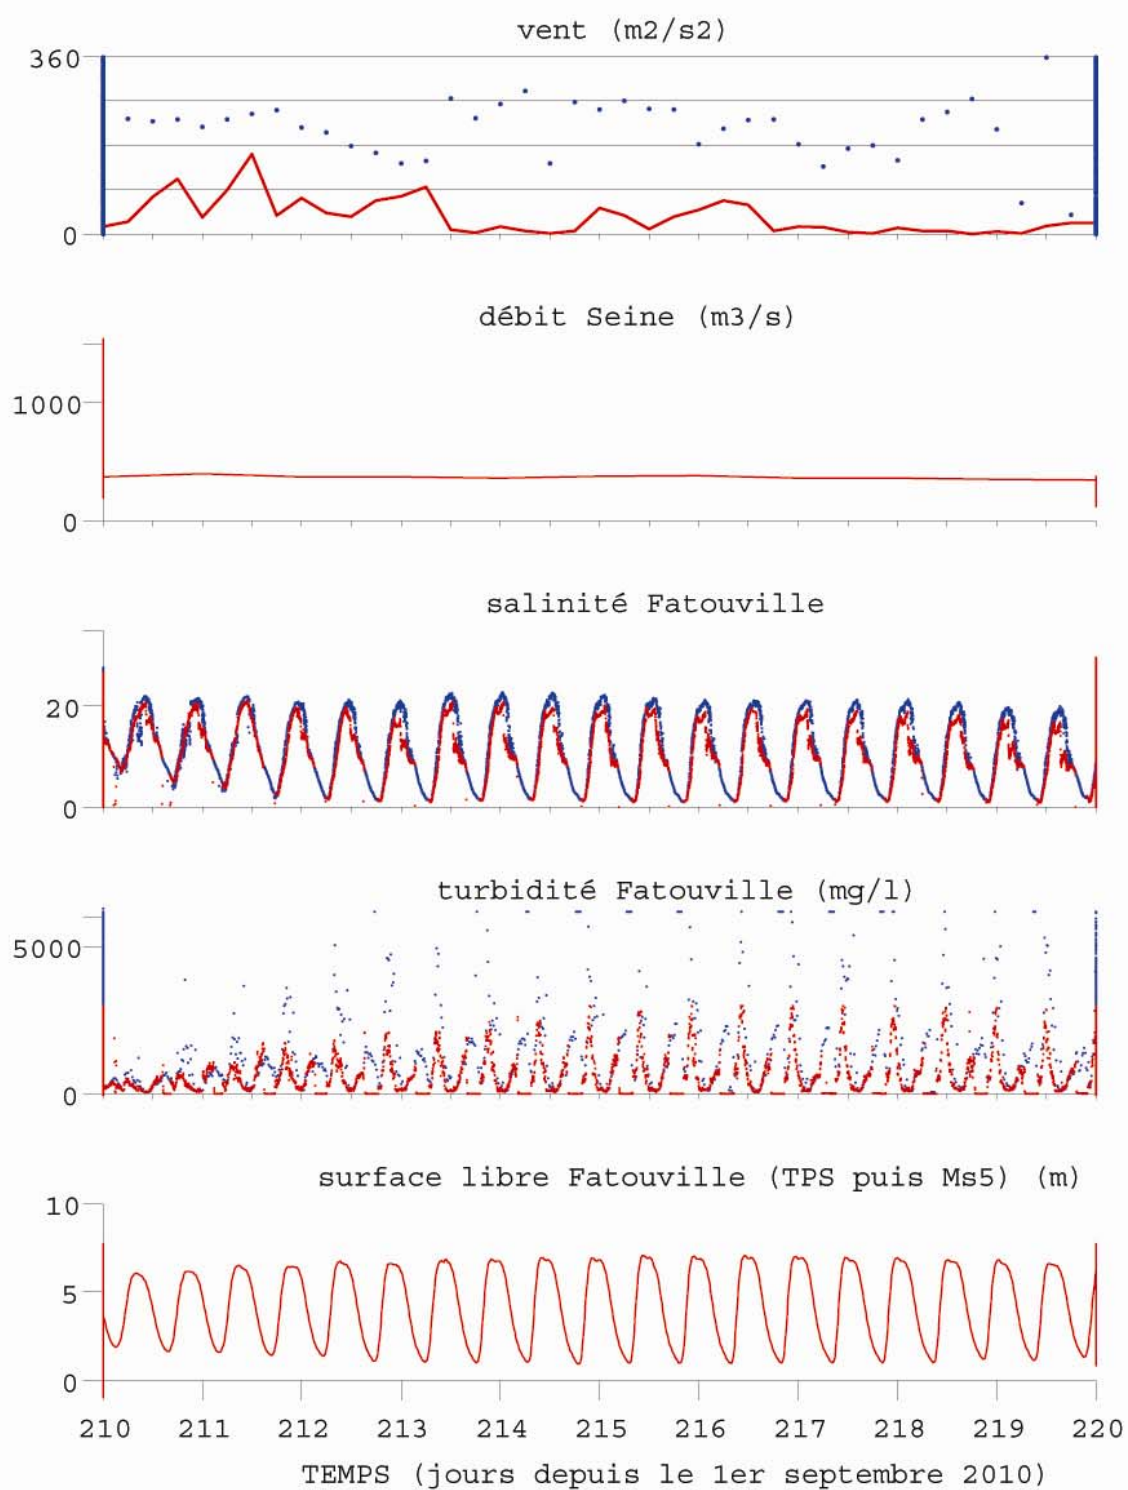 vent (m2/s2)
360
0
débit Seine (m3/s)
1000
0
salinité Fatouville
20
0
turbidité Fatouville (mg/l)
5000
0
surface libre Fatouville (TPS puis Ms5) (m)
10
5
0
210 211 212 213 214 215 216 217 218 219 220
TEMPS (jours depuis le 1er septembre 2010)